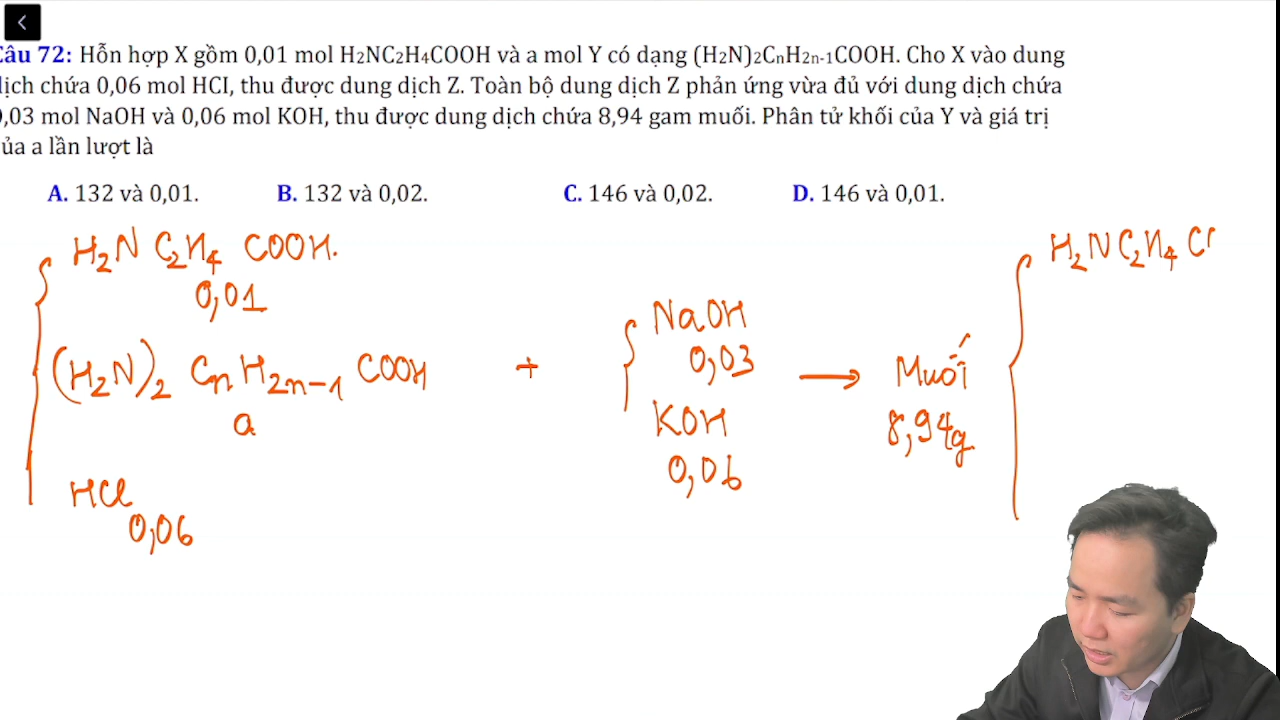 Câu 72: Hỗn hợp X gồm 0,01 mol H2NC2H4COOH và a mol Y có dạng (H2N)2CnH2n-1COOH. Cho X vào dung
dịch chứa 0,06 mol HCl, thu được dung dịch Z. Toàn bộ dung dịch Z phản ứng vừa đủ với dung dịch chứa
0,03 mol NaOH và 0,06 mol KOH, thu được dung dịch chứa 8,94 gam muối. Phân tử khối của Y và giá trị
của a lần lượt là
A. 132 và 0,01. B. 132 và 0,02. C. 146 và 0,02. D. 146 và 0,01.
H2N C2H4 COOH.
0,01
(H2N)2 CnH2n-1 COOH
a
HCl
0,06
+
NaOH
0,03
KOH
0,06
→ Muối
8,94g
H2NC2H4 C